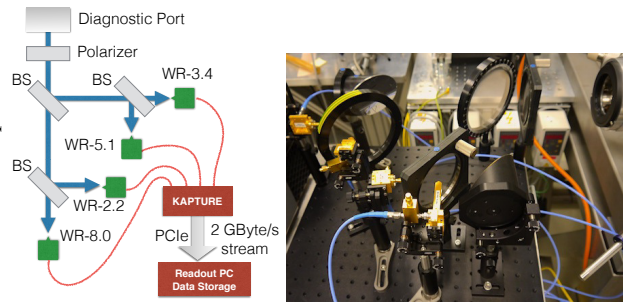 Diagnostic Port
Polarizer
BS
BS
WR-3.4
WR-5.1
BS
WR-2.2
WR-8.0
KAPTURE
PCIe
2 GByte/s
stream
Readout PC
Data Storage